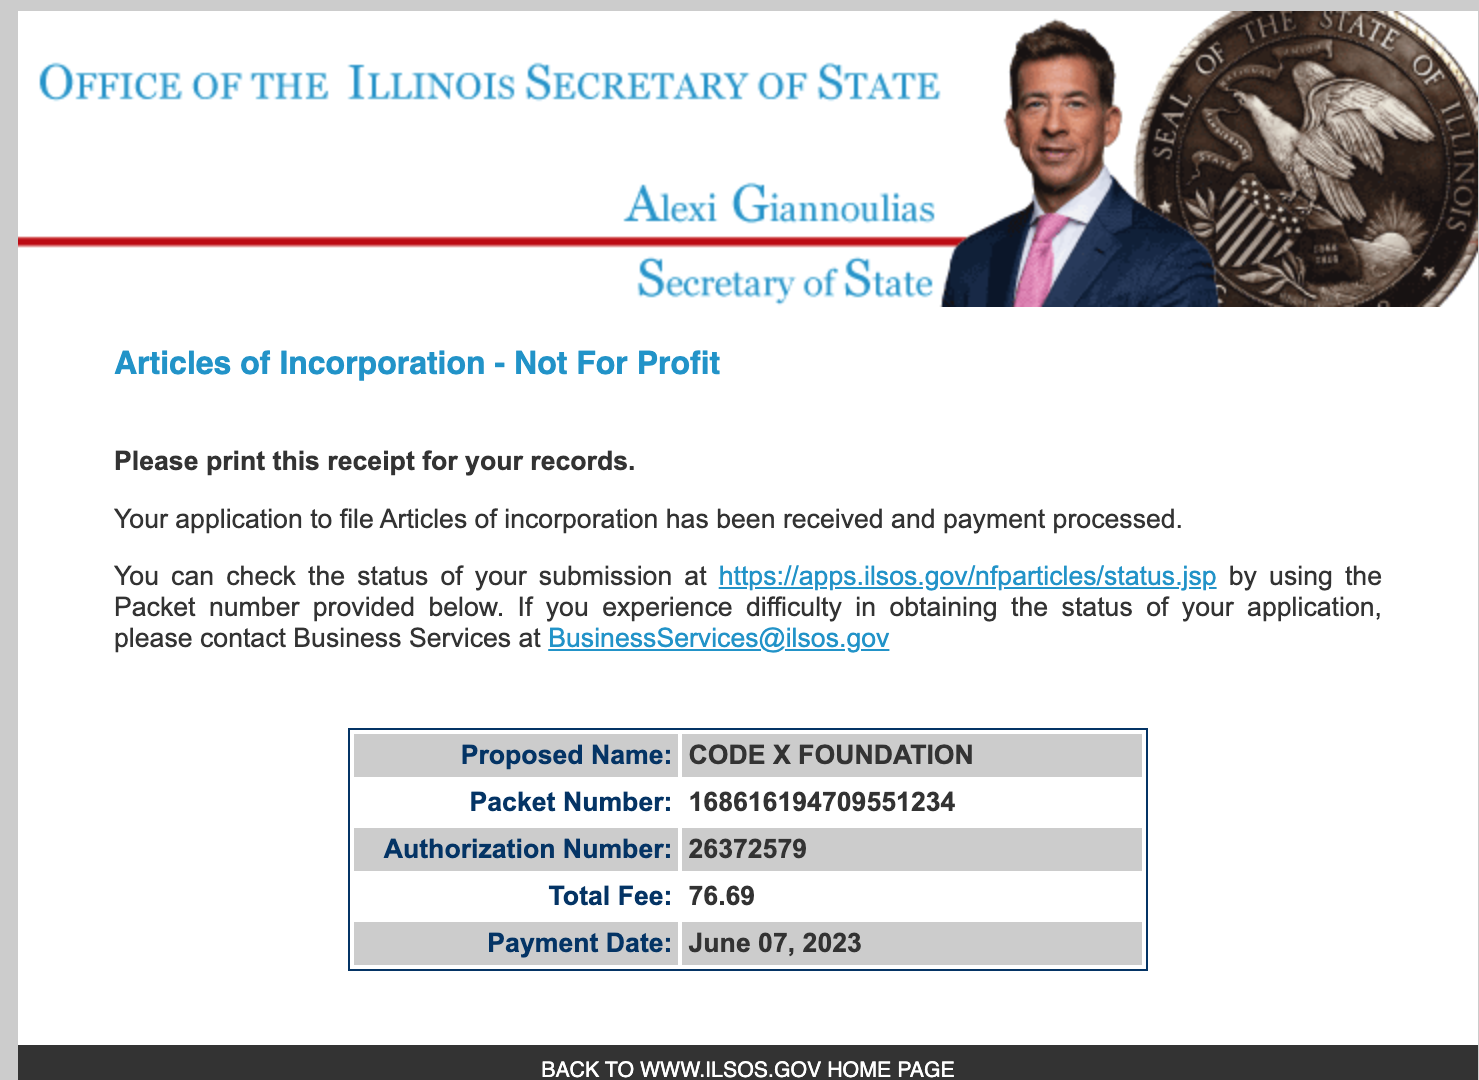 OFFICE OF THE ILLINOIS SECRETARY OF STATE
SEAL OF THE STATE OF ILLINOIS
Alexi Giannoulias
Secretary of State
Articles of Incorporation - Not For Profit
Please print this receipt for your records.
Your application to file Articles of incorporation has been received and payment processed.
You can check the status of your submission at https://apps.ilsos.gov/nfparticles/status.jsp by using the
Packet number provided below. If you experience difficulty in obtaining the status of your application,
please contact Business Services at BusinessServices@ilsos.gov
Proposed Name: CODE X FOUNDATION
Packet Number: 168616194709551234
Authorization Number: 26372579
Total Fee: 76.69
Payment Date: June 07, 2023
BACK TO WWW.ILSOS.GOV HOME PAGE